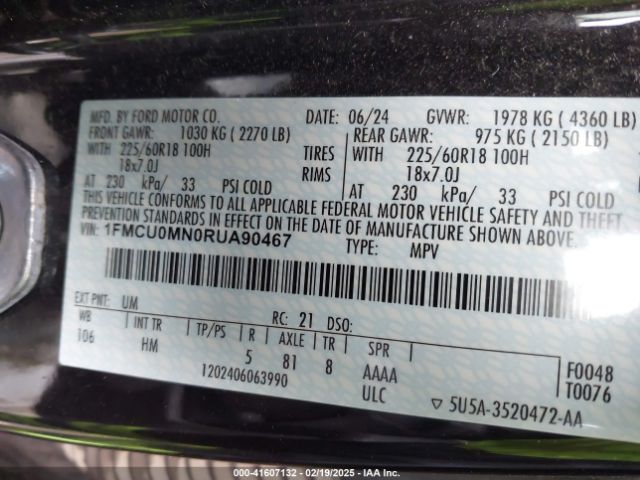 MFD. BY FORD MOTOR CO. DATE: 06/24 GVWR: 1978 KG ( 4360 LB)
FRONT GAWR: 1030 KG ( 2270 LB) REAR GAWR: 975 KG ( 2150 LB)
WITH 225/60R18 100H TIRES WITH 225/60R18 100H
18x7.0J RIMS 18x7.0J
AT 230 kPa/ 33 PSI COLD AT 230 kPa/ 33 PSI COLD
THIS VEHICLE CONFORMS TO ALL APPLICABLE FEDERAL MOTOR VEHICLE SAFETY AND THEFT
PREVENTION STANDARDS IN EFFECT ON THE DATE OF MANUFACTURE SHOWN ABOVE.
VIN: 1FMCU0MN0RUA90467
TYPE: MPV
EXT PNT: UM RC: 21 DSO:
WB INT TR TP/PS R AXLE TR SPR
106 HM 5 81 8 AAAA F0048
1202406063990 ULC T0076
▽ 5U5A-3520472-AA
000-41607132 - 02/19/2025 - IAA Inc.